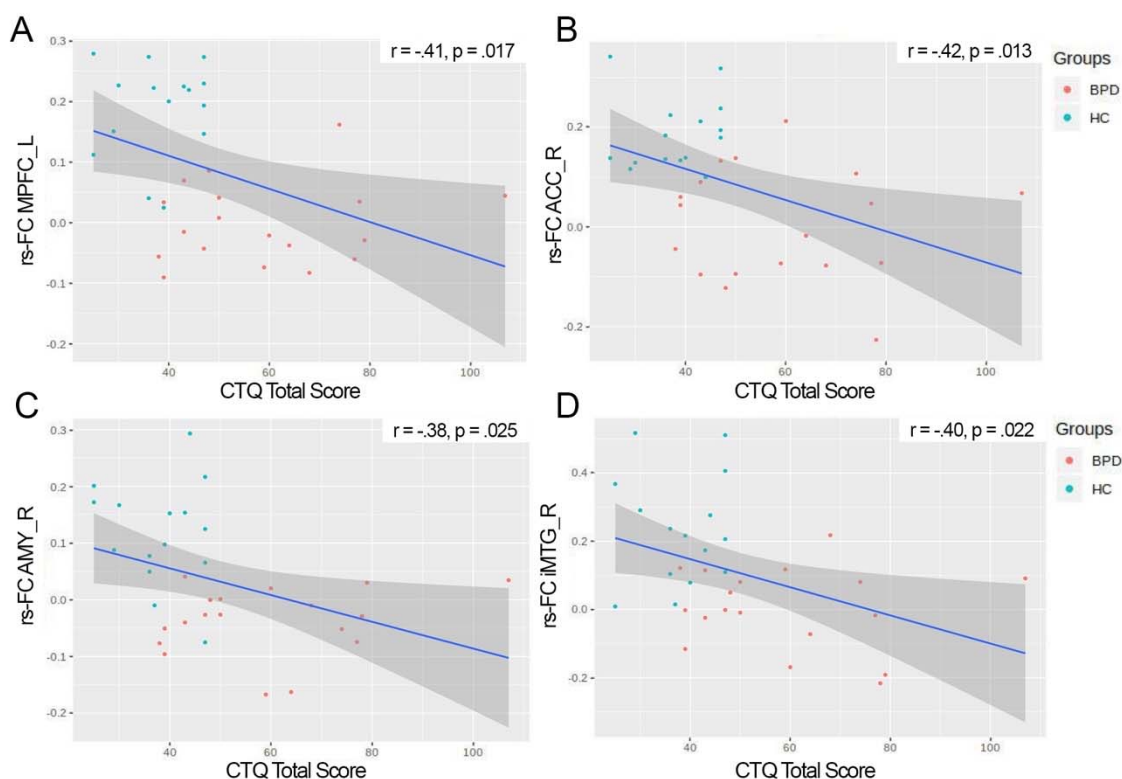 A
r = -.41, p = .017
rs-FC MPFC_L
0.3
0.2
0.1
0.0
-0.1
-0.2
40 60 80 100
CTQ Total Score
B
r = -.42, p = .013
rs-FC ACC_R
0.2
0.0
-0.2
40 60 80 100
CTQ Total Score
Groups
BPD
HC
C
r = -.38, p = .025
rs-FC AMY_R
0.3
0.2
0.1
0.0
-0.1
-0.2
40 60 80 100
CTQ Total Score
D
r = -.40, p = .022
rs-FC iMTG_R
0.4
0.2
0.0
-0.2
40 60 80 100
CTQ Total Score
Groups
BPD
HC